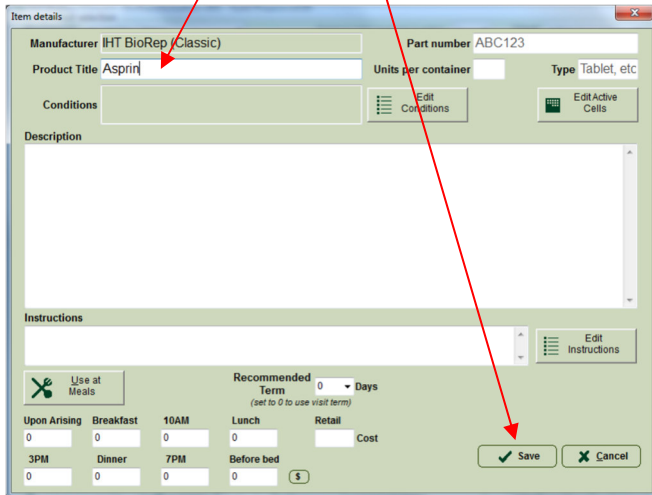 Item details
Manufacturer IHT BioRep (Classic) Part number ABC123
Product Title Asprin Units per container Type Tablet, etc
Conditions Edit Conditions Edit Active Cells
Description
Instructions
Edit Instructions
Use at Meals Recommended Term 0 Days
(set to 0 to use visit term)
Upon Arising Breakfast 10AM Lunch Retail
0 0 0 0 Cost
3PM Dinner 7PM Before bed Save Cancel
0 0 0 0 $